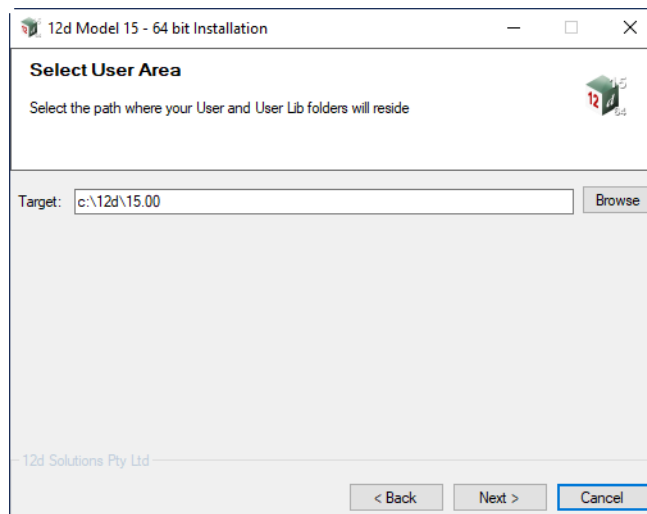 12d Model 15 - 64 bit Installation
Select User Area
Select the path where your User and User Lib folders will reside
15
12 d
64
Target: c:\12d\15.00 Browse
12d Solutions Pty Ltd
< Back Next > Cancel